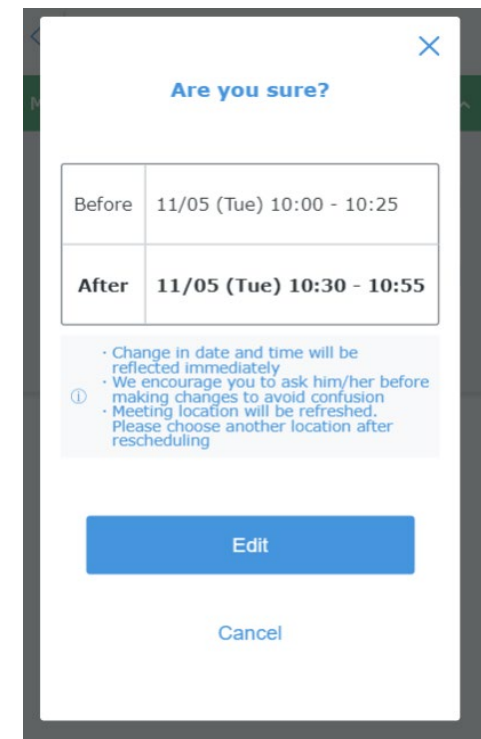 Are you sure?
Before 11/05 (Tue) 10:00 - 10:25
After 11/05 (Tue) 10:30 - 10:55
· Change in date and time will be
reflected immediately
· We encourage you to ask him/her before
making changes to avoid confusion
· Meeting location will be refreshed.
Please choose another location after
rescheduling
Edit
Cancel